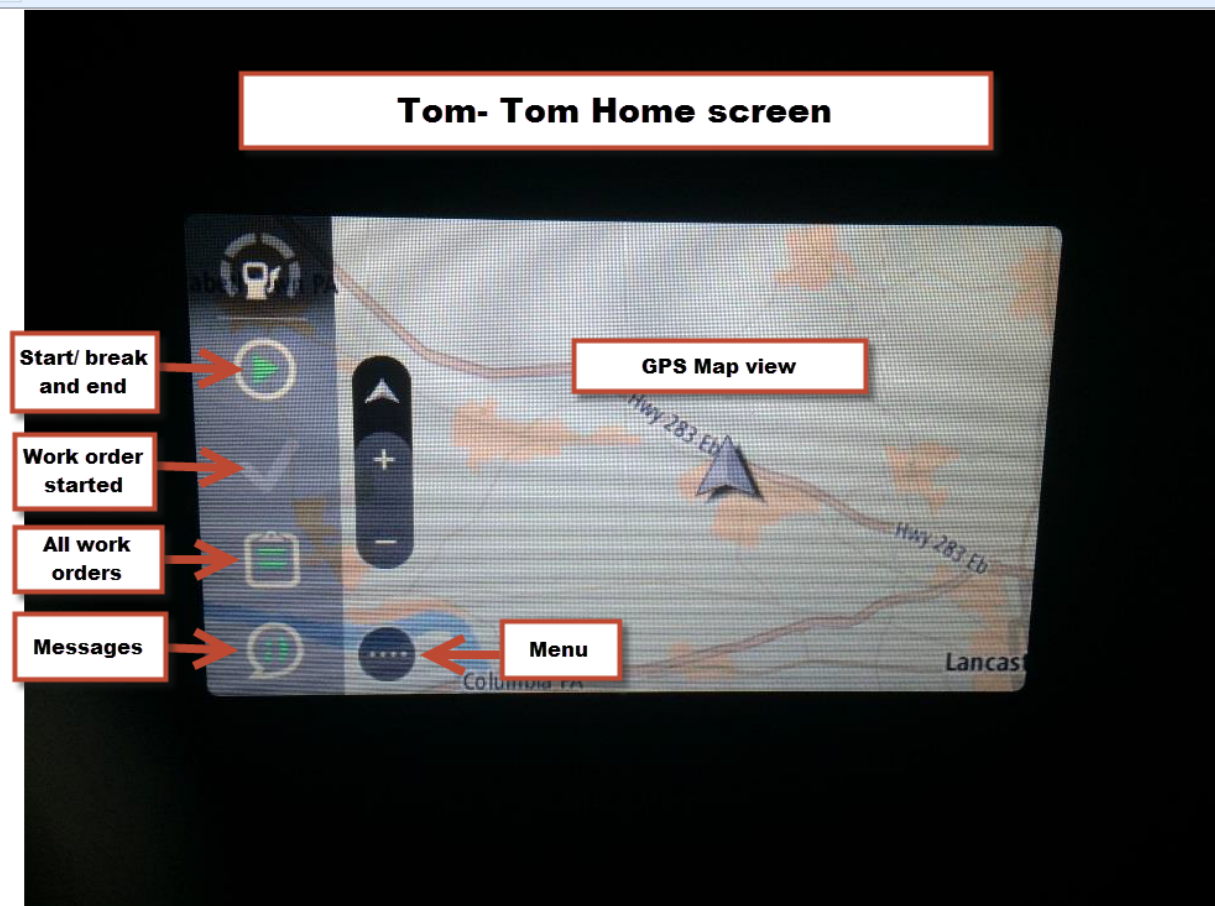 Tom- Tom Home screen
Start/ break
and end
GPS Map view
Hwy 283 Eb
+
Work order
started
Hwy 283 Eb
All work
orders
–
Messages
Menu
Lancast
Columbia PA